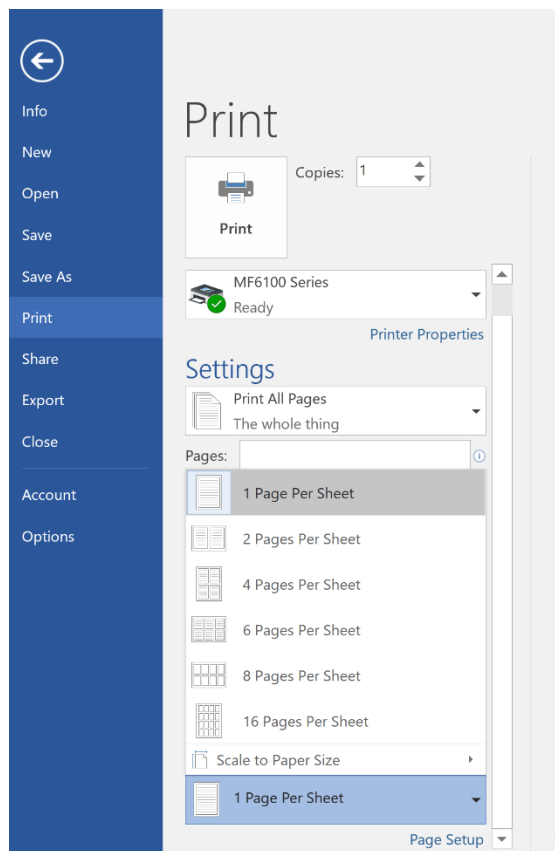 Info
New
Open
Save
Save As
Print
Share
Export
Close
Account
Options
Print
Copies: 1
Print
MF6100 Series
Ready
Printer Properties
Settings
Print All Pages
The whole thing
Pages:
1 Page Per Sheet
2 Pages Per Sheet
4 Pages Per Sheet
6 Pages Per Sheet
8 Pages Per Sheet
16 Pages Per Sheet
Scale to Paper Size
1 Page Per Sheet
Page Setup